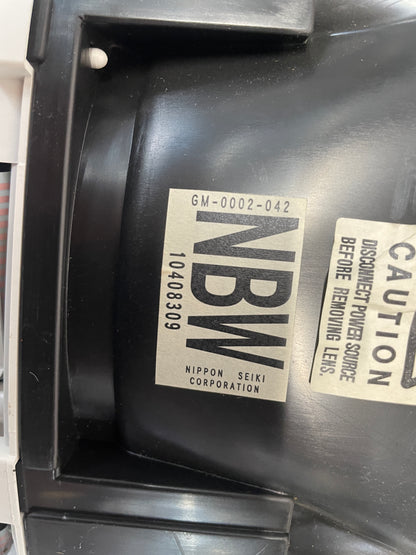 GM-0002-042
NBW
10408309
NIPPON SEIKI
CORPORATION
CAUTION
DISCONNECT POWER SOURCE
BEFORE REMOVING LENS.